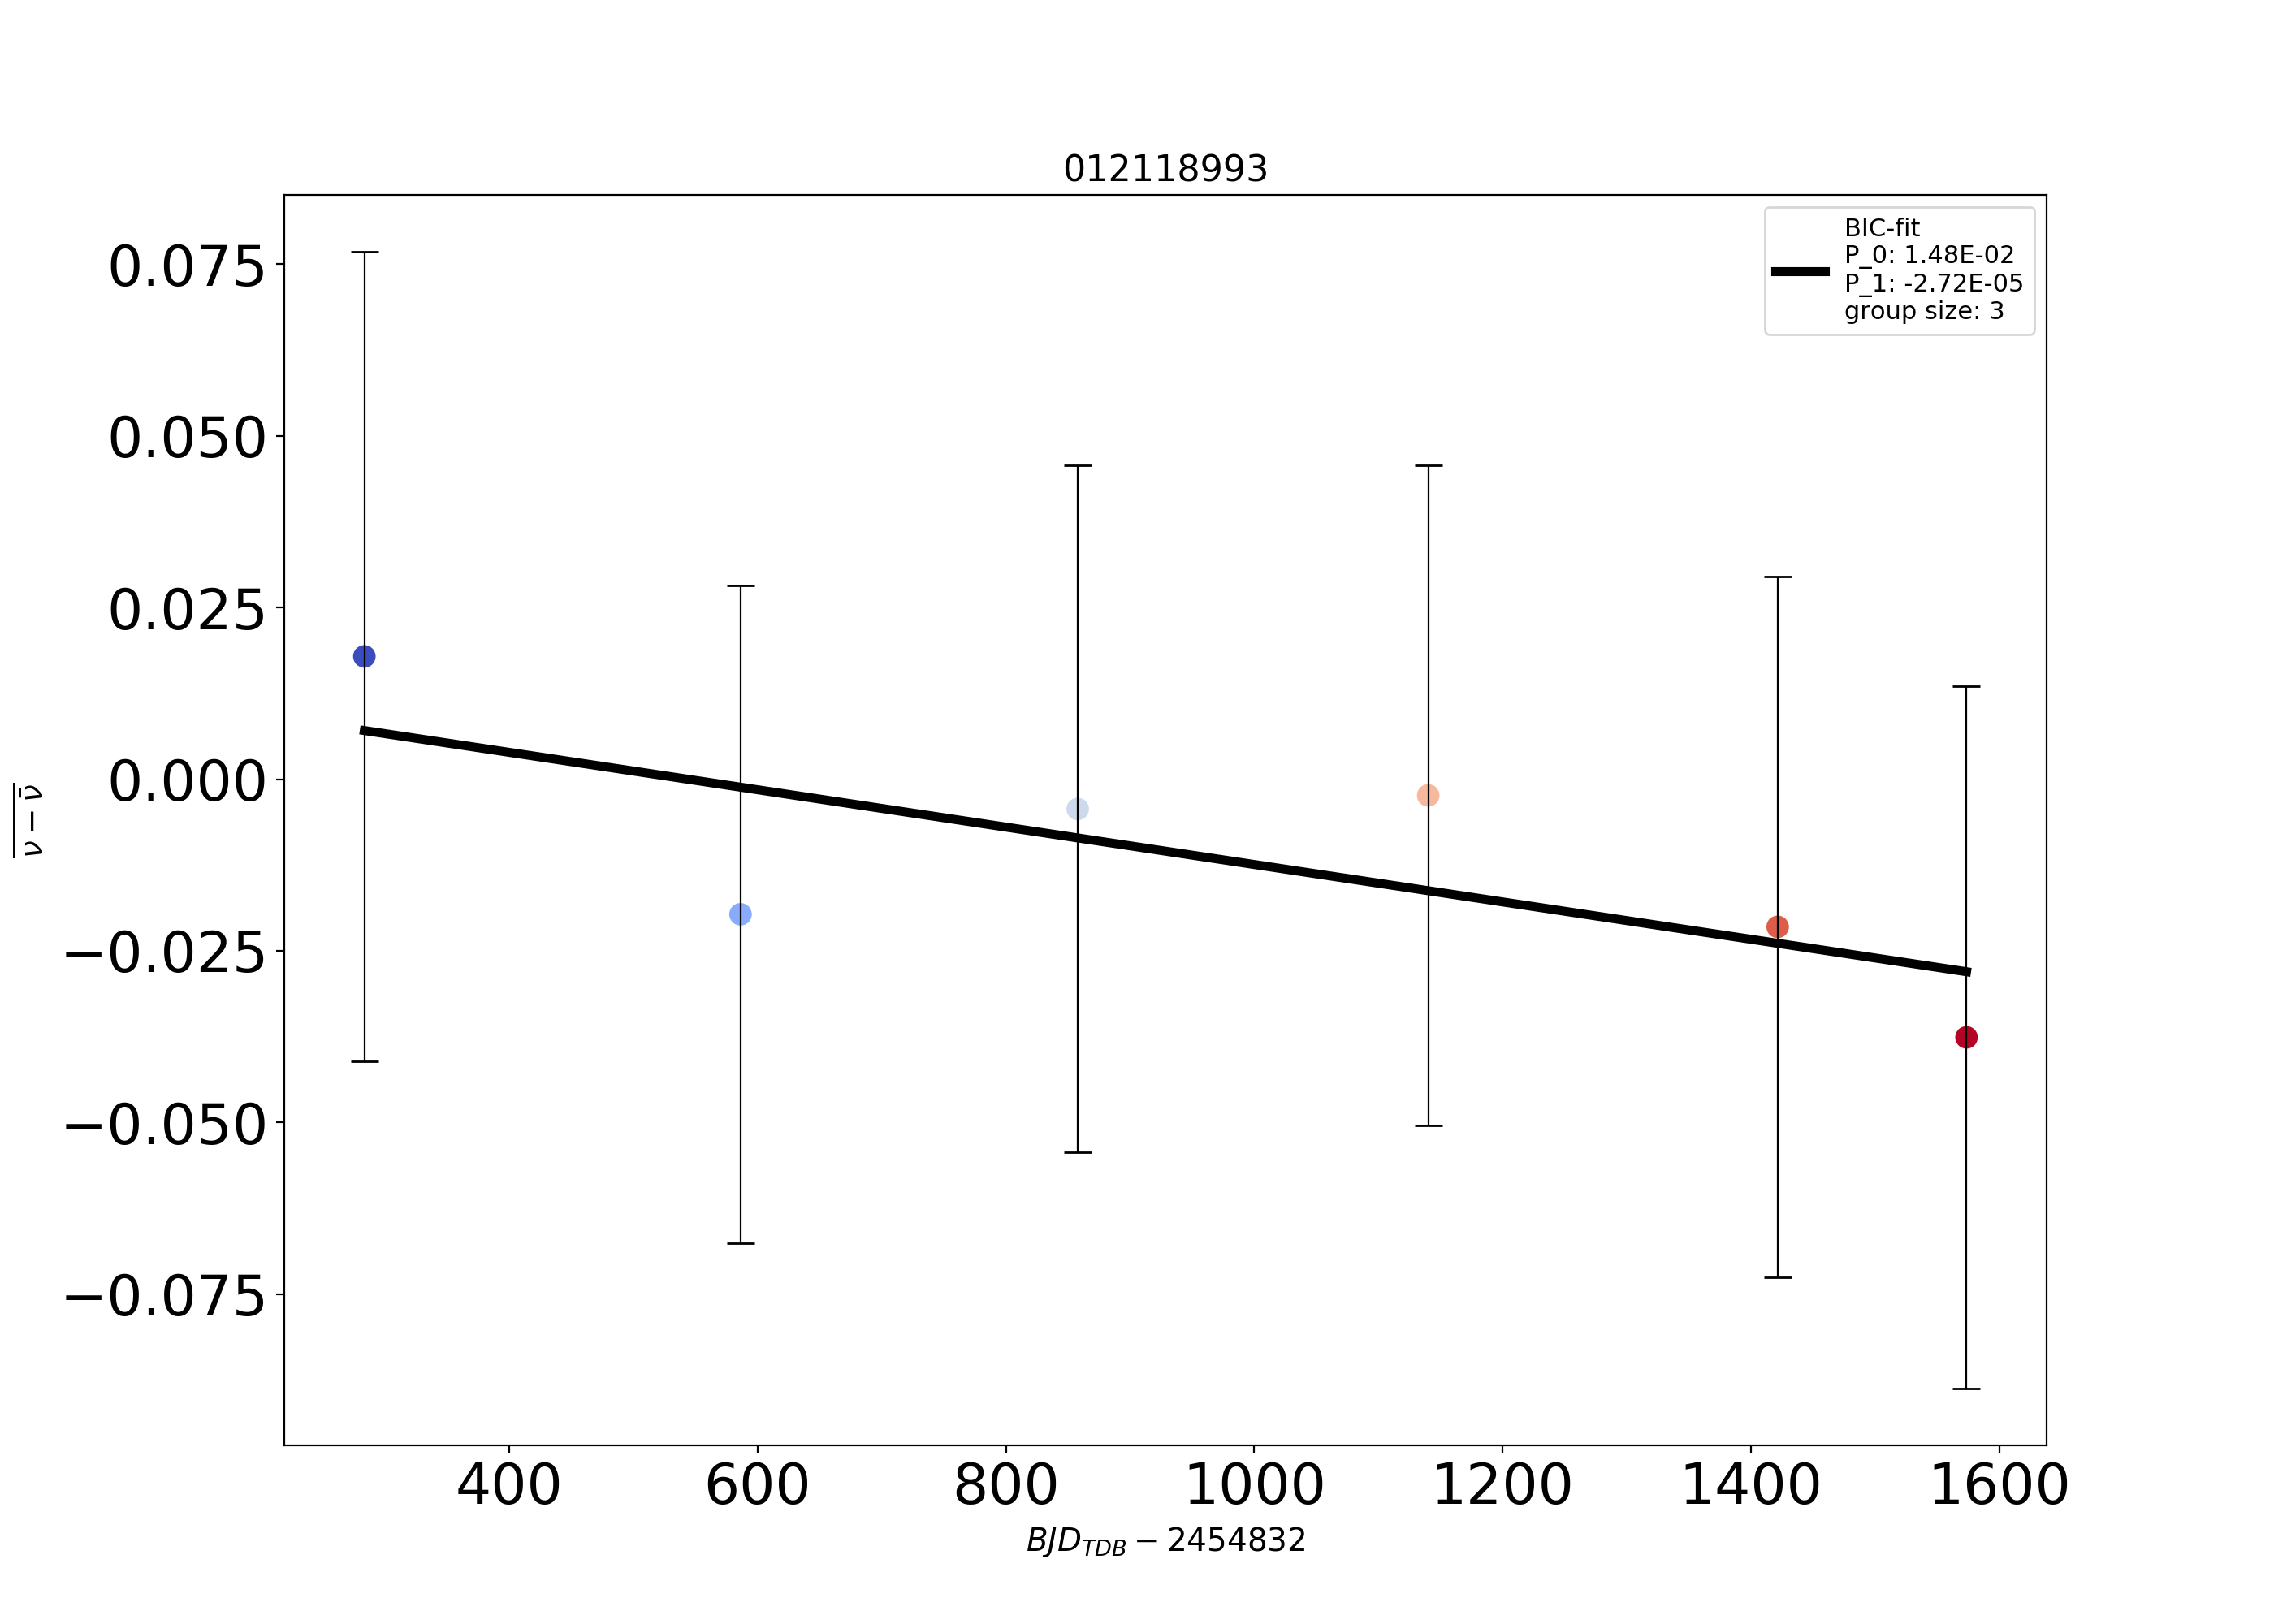 012118993
BIC-fit
P_0: 1.48E-02
P_1: -2.72E-05
group size: 3
0.075
0.050
0.025
0.000
−0.025
−0.050
−0.075
ν − ν̄
400 600 800 1000 1200 1400 1600
BJD_TDB − 2454832